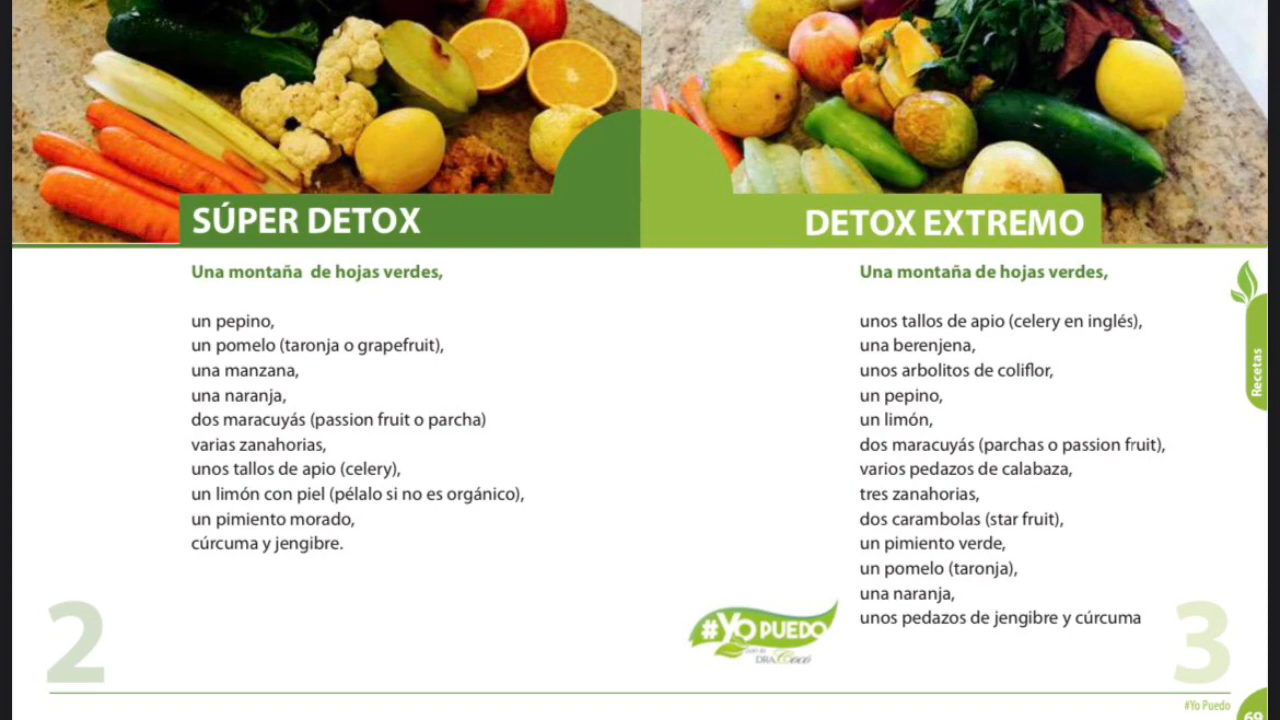 SÚPER DETOX
Una montaña de hojas verdes,
un pepino,
un pomelo (taronja o grapefruit),
una manzana,
una naranja,
dos maracuyás (passion fruit o parcha)
varias zanahorias,
unos tallos de apio (celery),
un limón con piel (pélalo si no es orgánico),
un pimiento morado,
cúrcuma y jengibre.
2
DETOX EXTREMO
Una montaña de hojas verdes,
unos tallos de apio (celery en inglés),
una berenjena,
unos arbolitos de coliflor,
un pepino,
un limón,
dos maracuyás (parchas o passion fruit),
varios pedazos de calabaza,
tres zanahorias,
dos carambolas (star fruit),
un pimiento verde,
un pomelo (taronja),
una naranja,
unos pedazos de jengibre y cúrcuma
Recetas
#Yo PUEDO
DRA. Cocó
3
#Yo Puedo
69